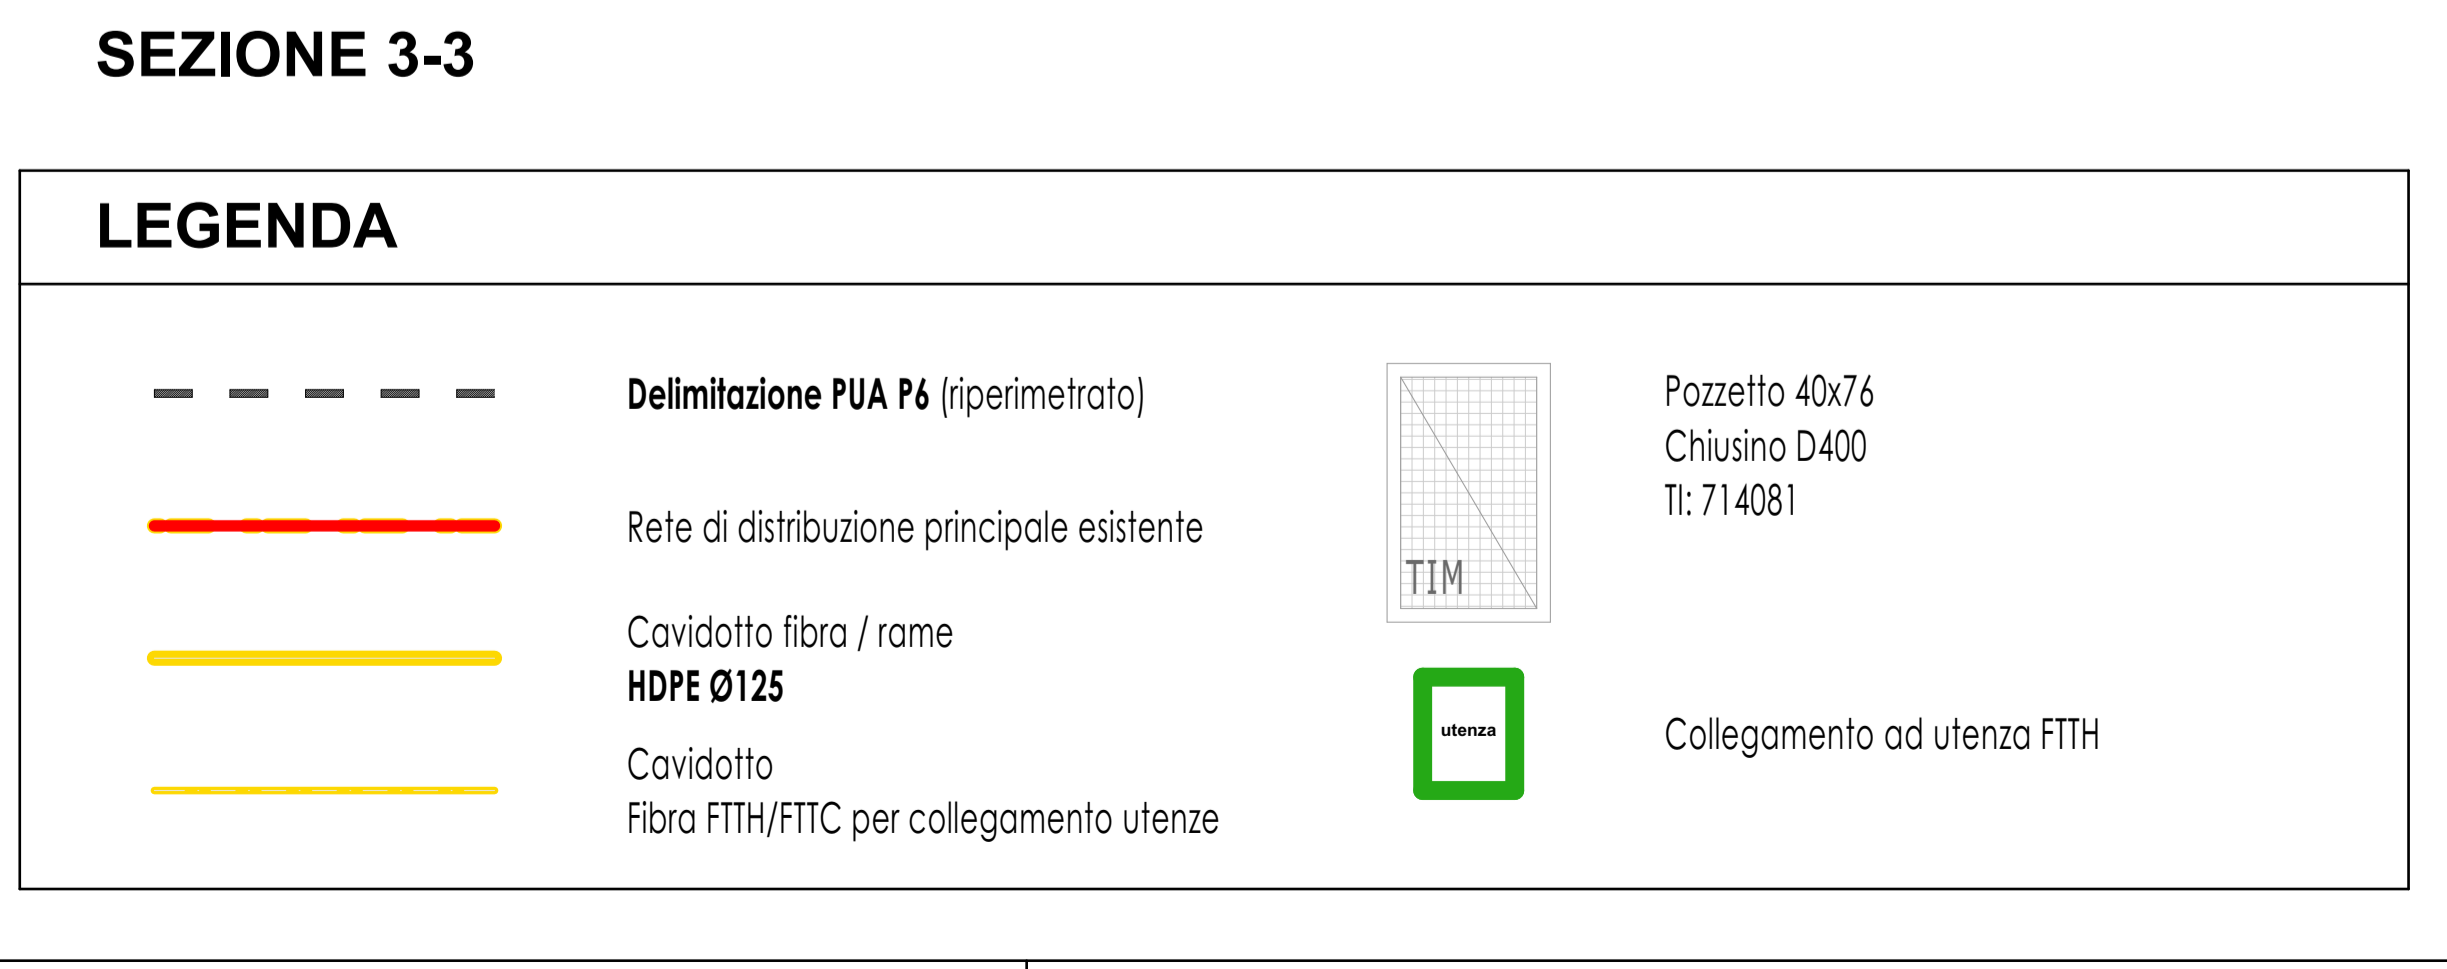 SEZIONE 3-3
LEGENDA
Delimitazione PUA P6 (riperimetrato)
Rete di distribuzione principale esistente
Cavidotto fibra / rame
HDPE Ø125
Cavidotto
Fibra FTTH/FTTC per collegamento utenze
TIM
Pozzetto 40x76
Chiusino D400
TI: 714081
utenza
Collegamento ad utenza FTTH